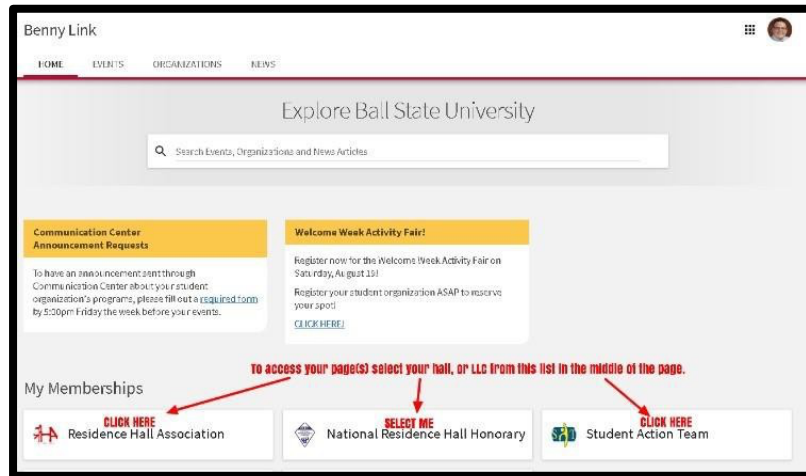 Benny Link
HOME EVENTS ORGANIZATIONS NEWS
Explore Ball State University
Search Events, Organizations and News Articles
Communication Center
Announcement Requests
To have an announcement sent through
Communication Center about your student
organization's programs, please fill out a required form
by 5:00pm Friday the week before your events.
Welcome Week Activity Fair!
Register now for the Welcome Week Activity Fair on
Saturday, August 19!
Register your student organization ASAP to reserve
your spot!
CLICK HERE!
To access your page(s) select your hall, or LLC from this list in the middle of the page.
My Memberships
CLICK HERE
Residence Hall Association
SELECT ME
National Residence Hall Honorary
CLICK HERE
Student Action Team